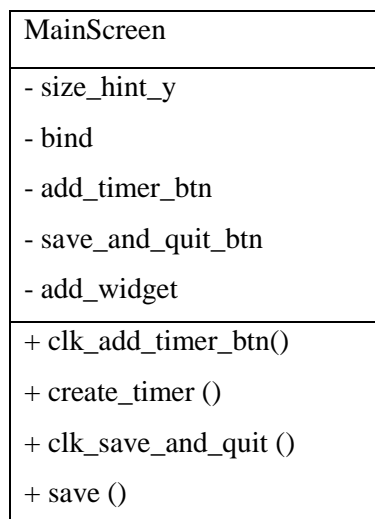 MainScreen
- size_hint_y
- bind
- add_timer_btn
- save_and_quit_btn
- add_widget
+ clk_add_timer_btn()
+ create_timer ()
+ clk_save_and_quit ()
+ save ()